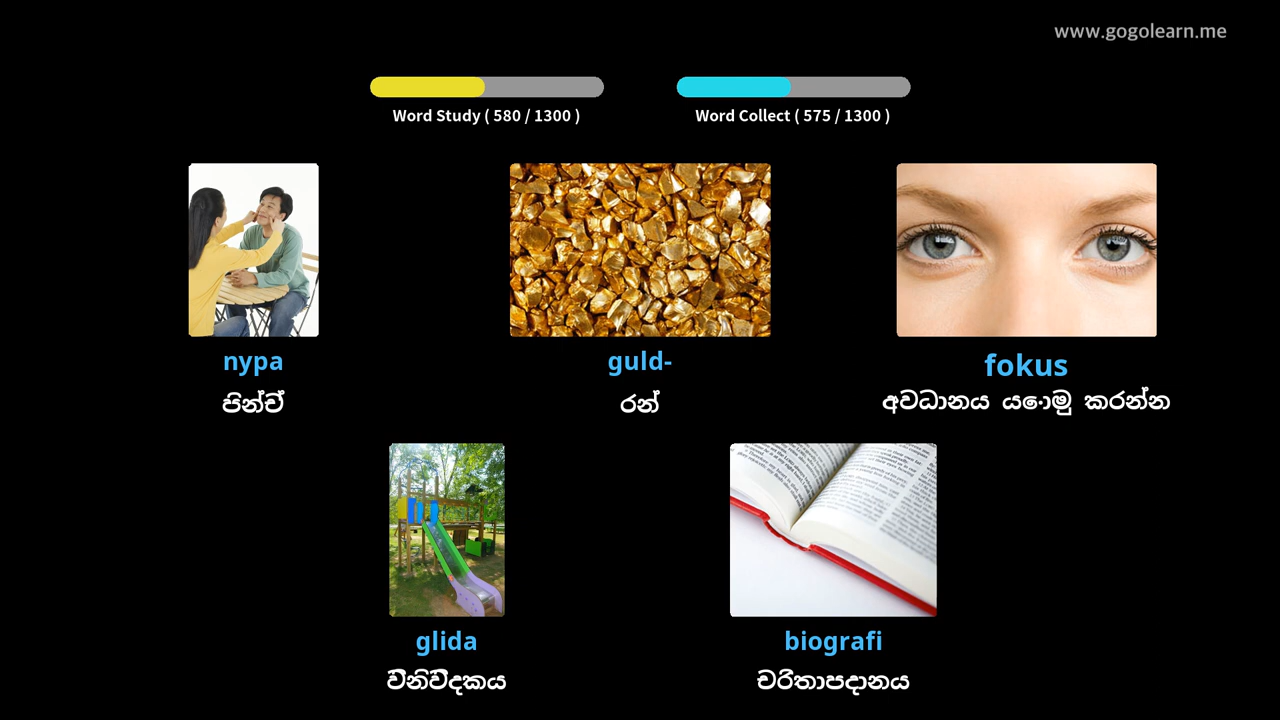 www.gogolearn.me
Word Study ( 580 / 1300 )
Word Collect ( 575 / 1300 )
nypa
පින්ච්
guld-
රන්
fokus
අවධානය යොමු කරන්න
glida
විනිවිදකය
biografi
චරිතාපදානය